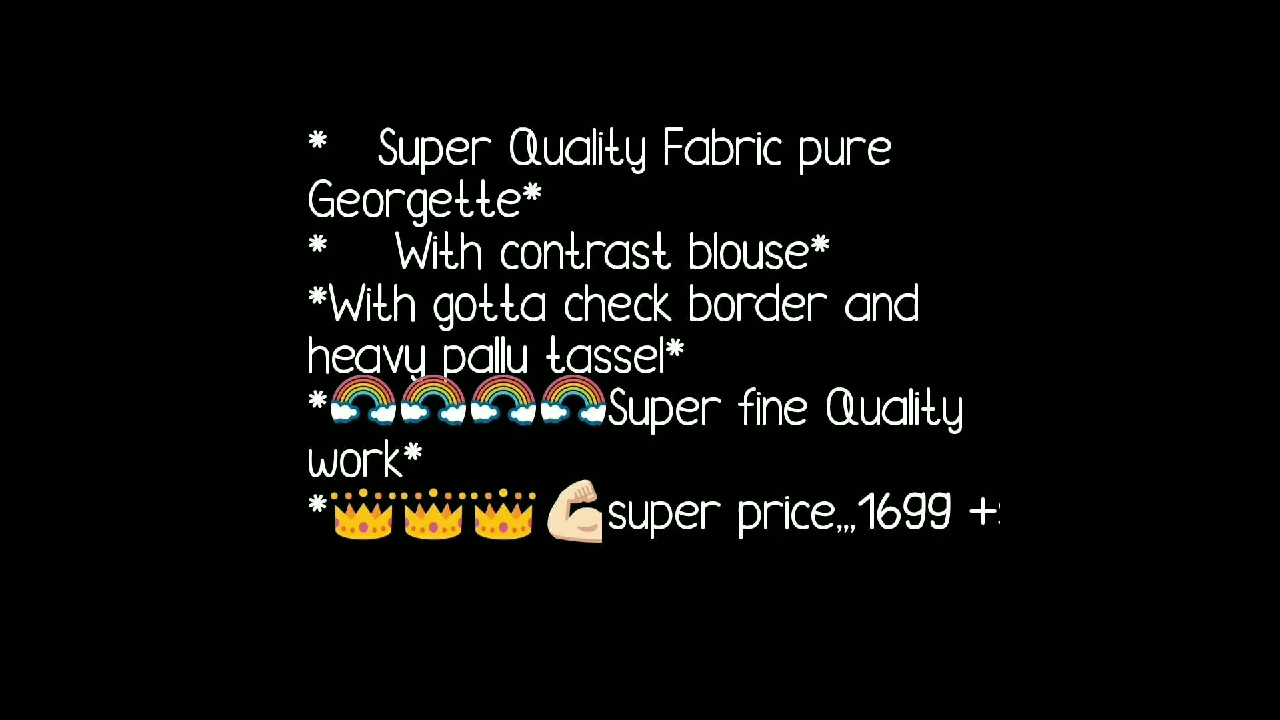 *    Super Quality Fabric pure
Georgette*
*     With contrast blouse*
*With gotta check border and
heavy pallu tassel*
*🌈🌈🌈🌈Super fine Quality
work*
*👑👑👑💪🏻super price,,,1699 +